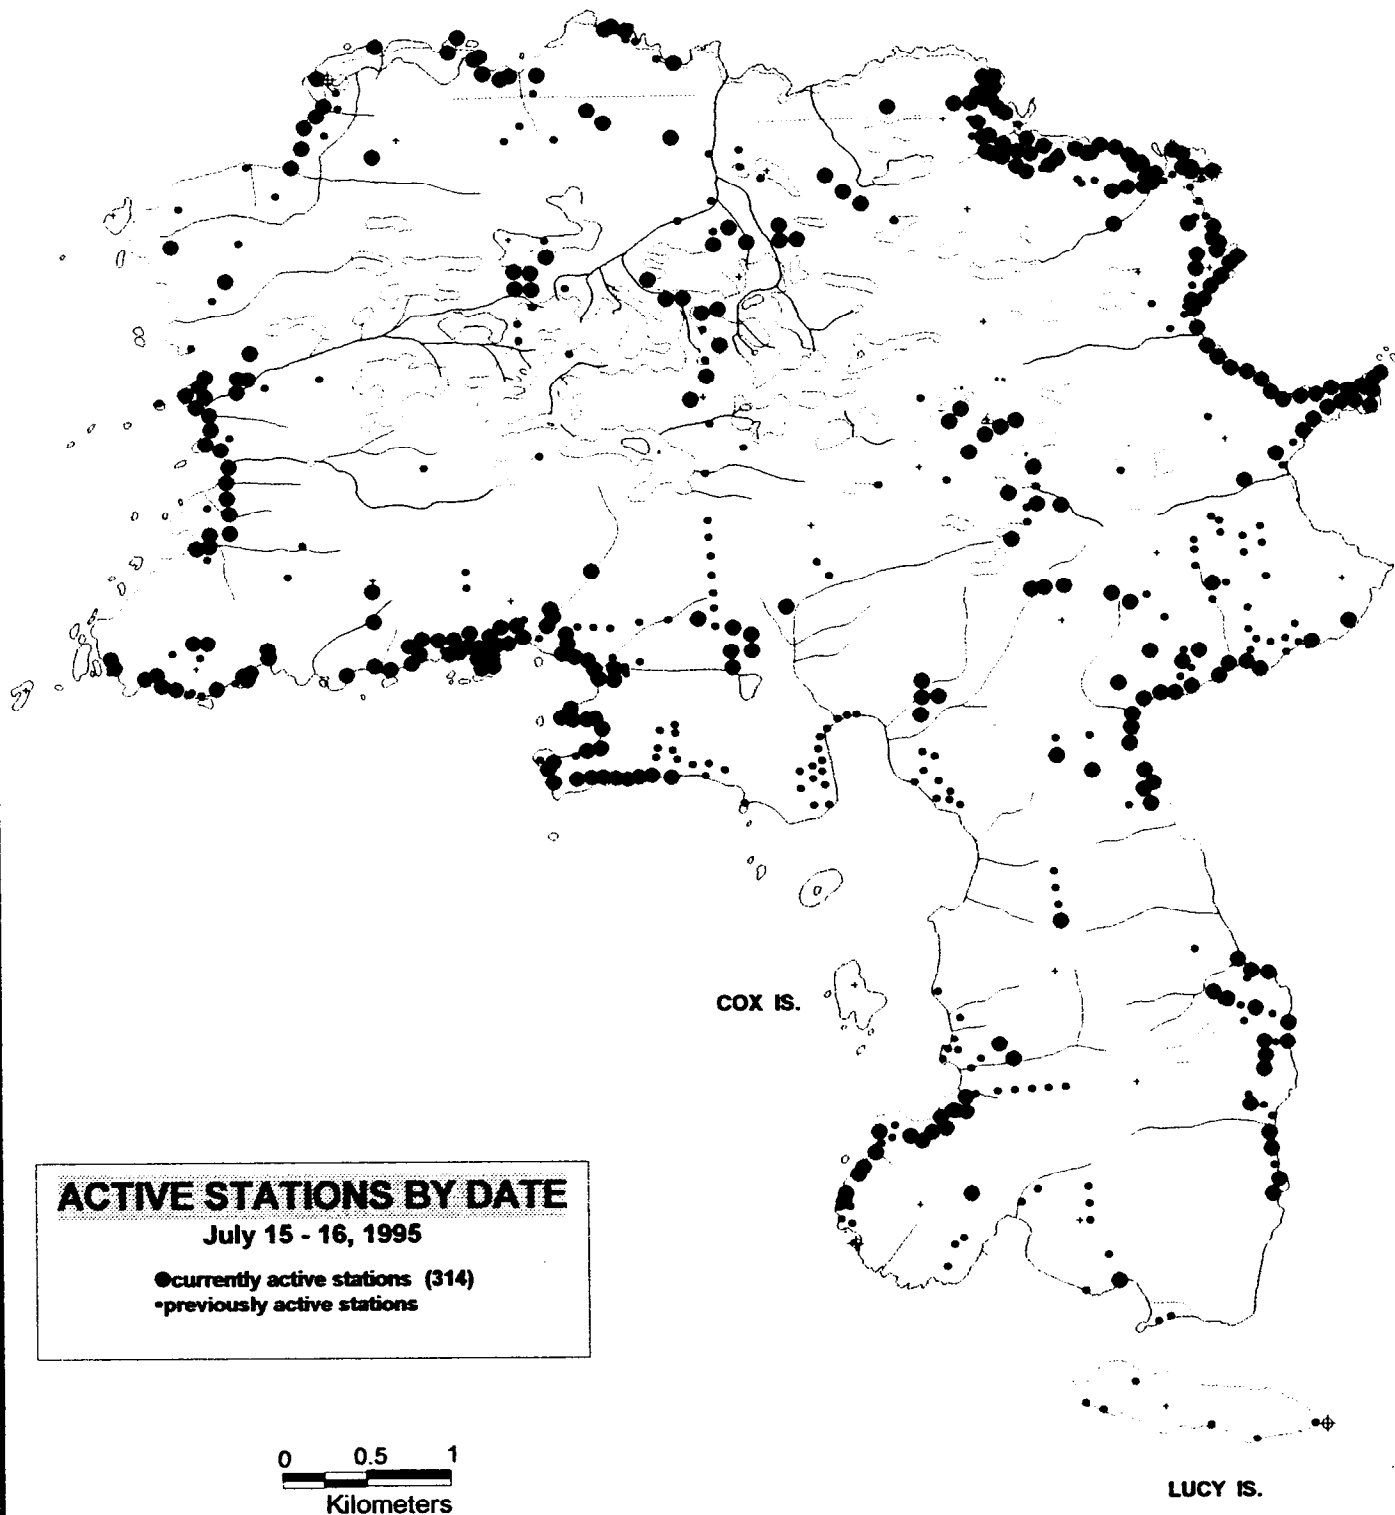 COX IS.
ACTIVE STATIONS BY DATE
July 15 - 16, 1995
currently active stations (314)
previously active stations
0 0.5 1
Kilometers
LUCY IS.